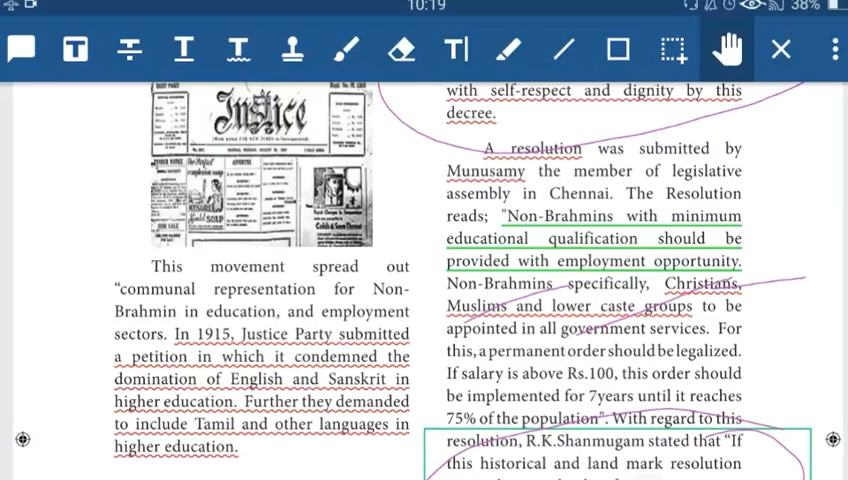 10:19
38%
T
T
T
T
Justice
FOR SALE
This movement spread out
“communal representation for Non-
Brahmin in education, and employment
sectors. In 1915, Justice Party submitted
a petition in which it condemned the
domination of English and Sanskrit in
higher education. Further they demanded
to include Tamil and other languages in
higher education.
with self-respect and dignity by this
decree.
A resolution was submitted by
Munusamy the member of legislative
assembly in Chennai. The Resolution
reads; "Non-Brahmins with minimum
educational qualification should be
provided with employment opportunity.
Non-Brahmins specifically, Christians,
Muslims and lower caste groups to be
appointed in all government services. For
this, a permanent order should be legalized.
If salary is above Rs.100, this order should
be implemented for 7years until it reaches
75% of the population”. With regard to this
resolution, R.K.Shanmugam stated that “If
this historical and land mark resolution